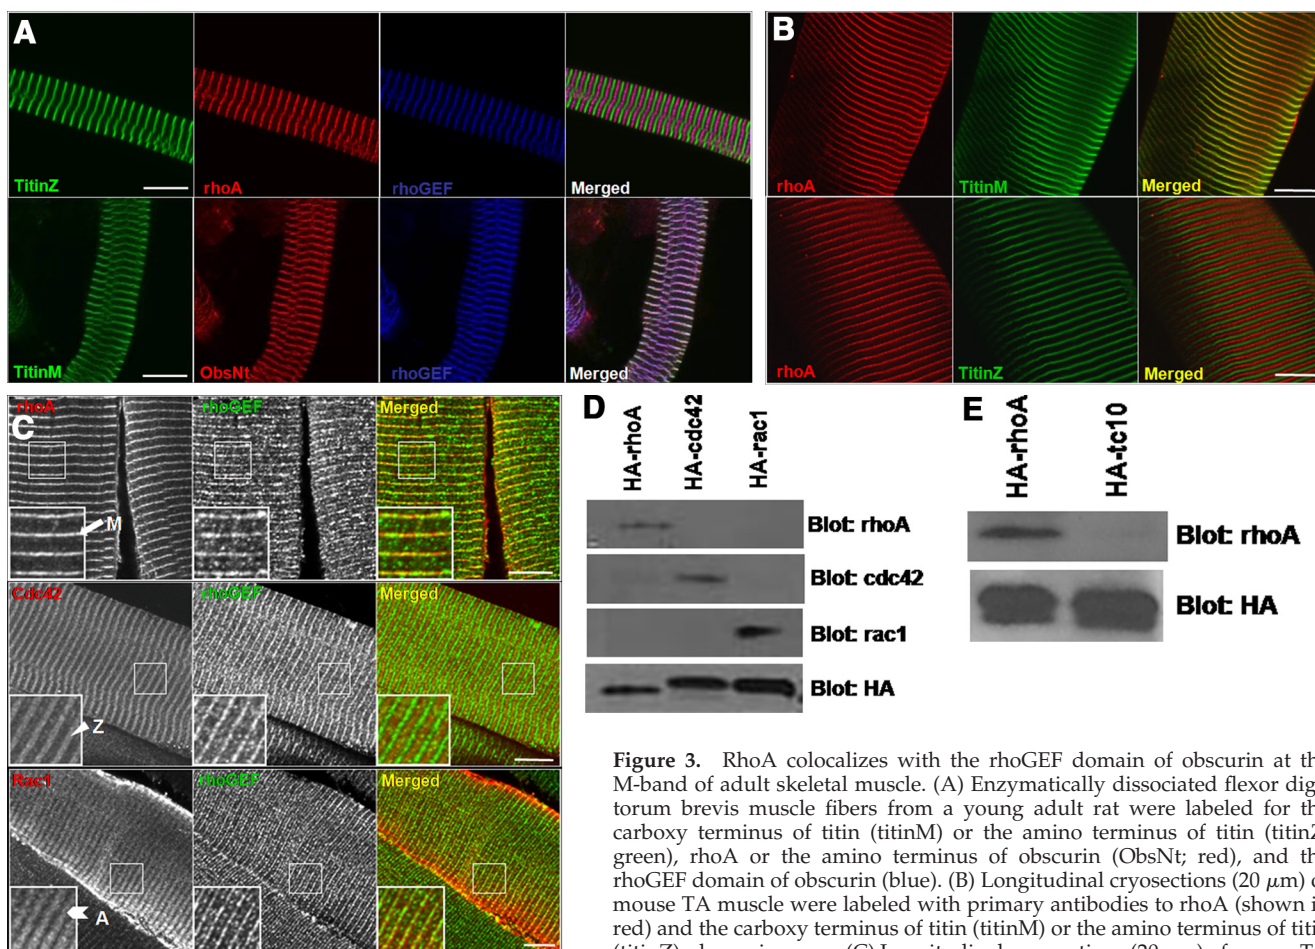 A
TitinZ
rhoA
rhoGEF
Merged
TitinM
ObsNt
rhoGEF
Merged
B
rhoA
TitinM
Merged
rhoA
TitinZ
Merged
C
rhoA
rhoGEF
Merged
M
Cdc42
rhoGEF
Merged
Z
Rac1
rhoGEF
Merged
A
D
HA-rhoA
HA-cdc42
HA-rac1
Blot: rhoA
Blot: cdc42
Blot: rac1
Blot: HA
E
HA-rhoA
HA-tc10
Blot: rhoA
Blot: HA
Figure 3. RhoA colocalizes with the rhoGEF domain of obscurin at th
M-band of adult skeletal muscle. (A) Enzymatically dissociated flexor dig
torum brevis muscle fibers from a young adult rat were labeled for th
carboxy terminus of titin (titinM) or the amino terminus of titin (titinZ
green), rhoA or the amino terminus of obscurin (ObsNt; red), and th
rhoGEF domain of obscurin (blue). (B) Longitudinal cryosections (20 μm) o
mouse TA muscle were labeled with primary antibodies to rhoA (shown i
red) and the carboxy terminus of titin (titinM) or the amino terminus of titi